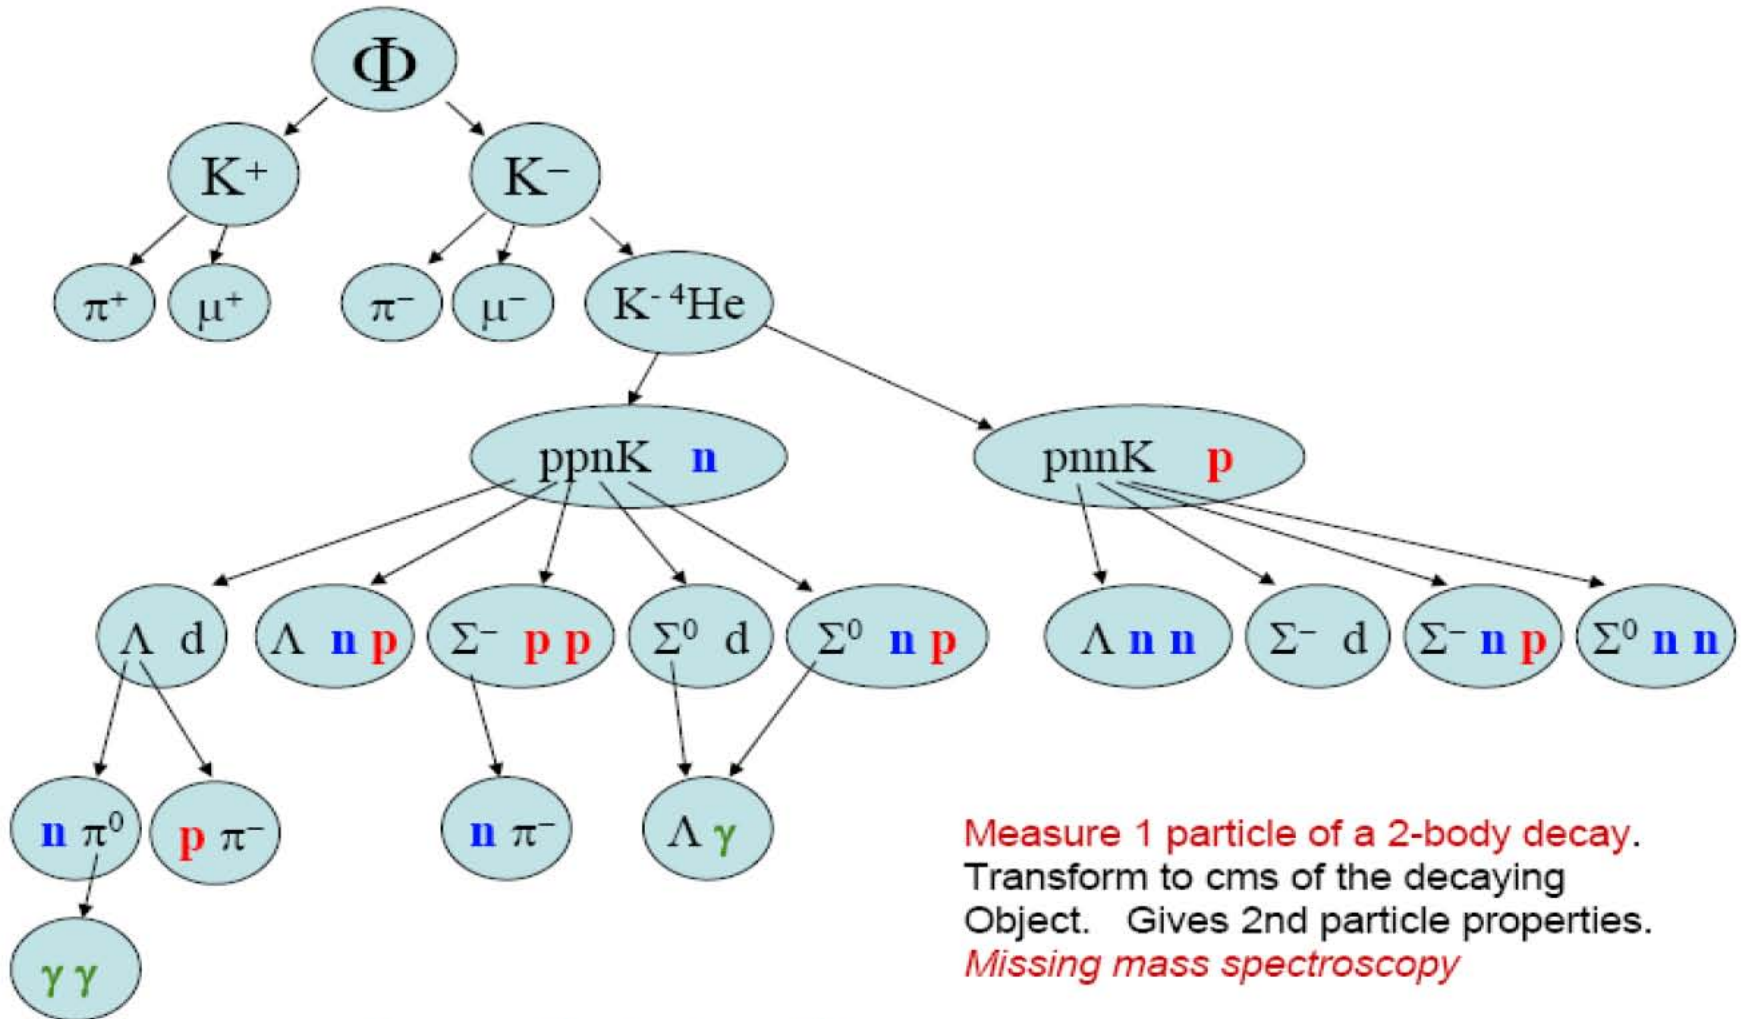 Φ
K⁺ K⁻
π⁺ μ⁺ π⁻ μ⁻ K⁻ ⁴He
ppnK n pnnK p
Λ d Λ n p Σ⁻ p p Σ⁰ d Σ⁰ n p Λ n n Σ⁻ d Σ⁻ n p Σ⁰ n n
n π⁰ p π⁻ n π⁻ Λ γ
γ γ
Measure 1 particle of a 2-body decay.
Transform to cms of the decaying
Object. Gives 2nd particle properties.
Missing mass spectroscopy